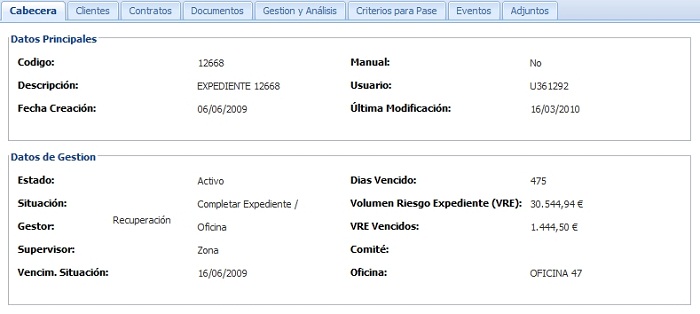 Cabecera Clientes Contratos Documentos Gestion y Análisis Criterios para Pase Eventos Adjuntos
Datos Principales
Codigo: 12668 Manual: No
Descripción: EXPEDIENTE 12668 Usuario: U361292
Fecha Creación: 06/06/2009 Última Modificación: 16/03/2010
Datos de Gestion
Estado: Activo Dias Vencido: 475
Situación: Completar Expediente / Volumen Riesgo Expediente (VRE): 30.544,94 €
Recuperación
Gestor: Oficina VRE Vencidos: 1.444,50 €
Supervisor: Zona Comité:
Vencim. Situación: 16/06/2009 Oficina: OFICINA 47